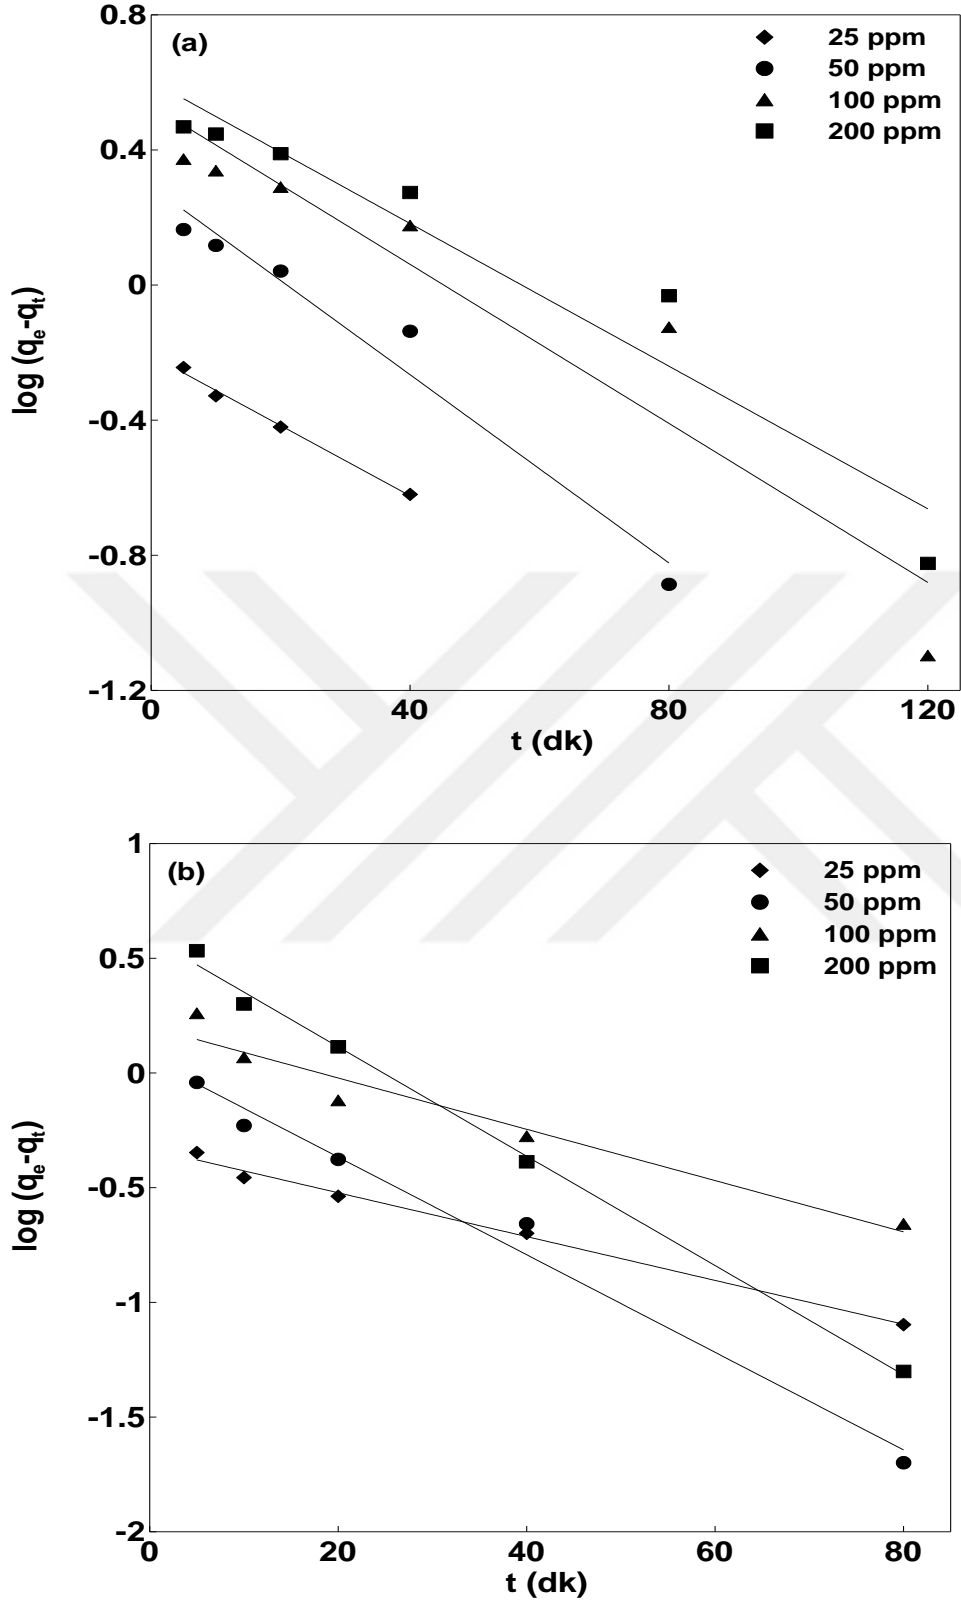 0.8
(a)
25 ppm
50 ppm
100 ppm
200 ppm
0.4
0
-0.4
-0.8
-1.2
log (qe-qt)
0 40 80 120
t (dk)
1
(b)
25 ppm
50 ppm
100 ppm
200 ppm
0.5
0
-0.5
-1
-1.5
-2
log (qe-qt)
0 20 40 60 80
t (dk)